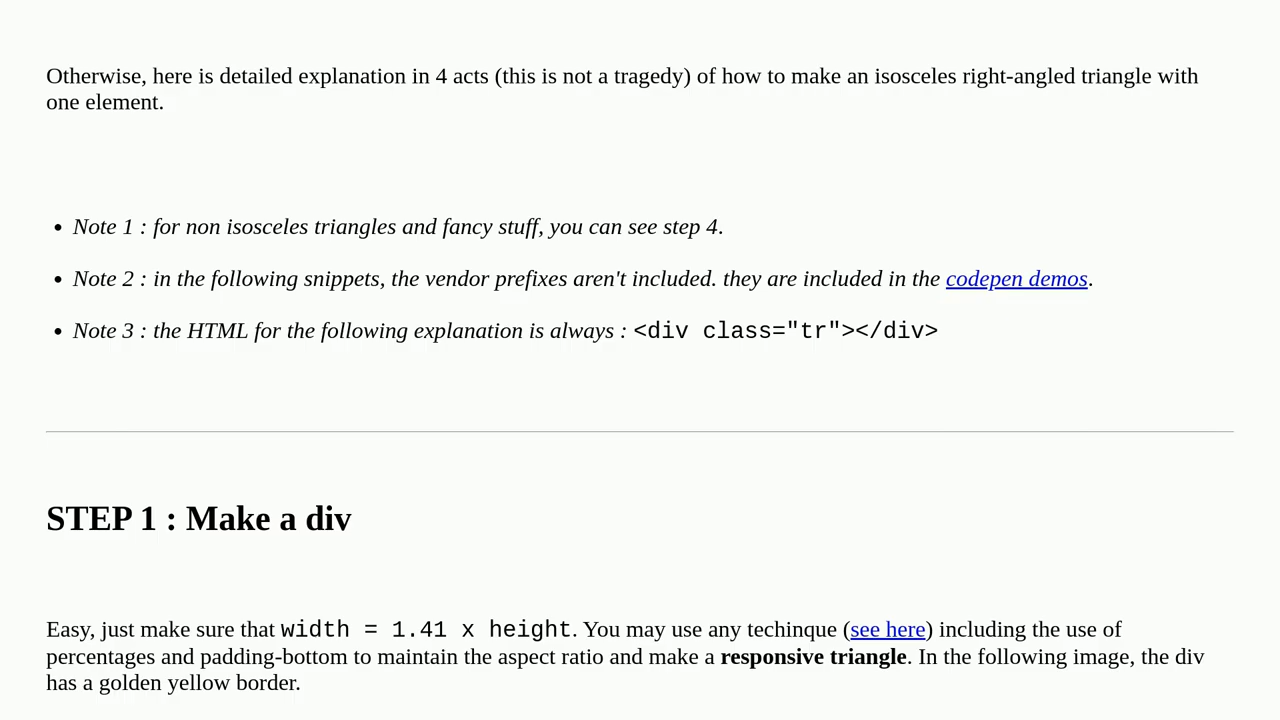 Otherwise, here is detailed explanation in 4 acts (this is not a tragedy) of how to make an isosceles right-angled triangle with
one element.
• Note 1 : for non isosceles triangles and fancy stuff, you can see step 4.
• Note 2 : in the following snippets, the vendor prefixes aren't included. they are included in the codepen demos.
• Note 3 : the HTML for the following explanation is always : <div class="tr"></div>
STEP 1 : Make a div
Easy, just make sure that width = 1.41 x height. You may use any techinque (see here) including the use of
percentages and padding-bottom to maintain the aspect ratio and make a responsive triangle. In the following image, the div
has a golden yellow border.